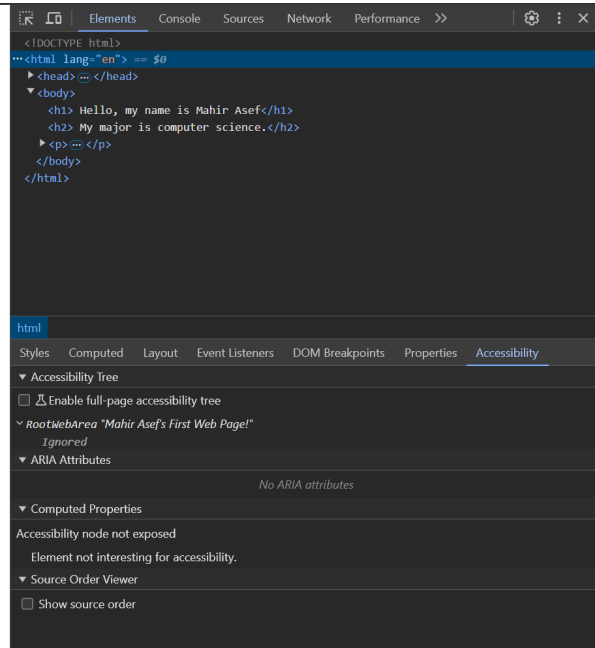 Elements Console Sources Network Performance
<!DOCTYPE html>
<html lang="en"> == $0
<head> … </head>
<body>
<h1> Hello, my name is Mahir Asef</h1>
<h2> My major is computer science.</h2>
<p> … </p>
</body>
</html>
html
Styles Computed Layout Event Listeners DOM Breakpoints Properties Accessibility
Accessibility Tree
Enable full-page accessibility tree
RootWebArea "Mahir Asef's First Web Page!"
Ignored
ARIA Attributes
No ARIA attributes
Computed Properties
Accessibility node not exposed
Element not interesting for accessibility.
Source Order Viewer
Show source order